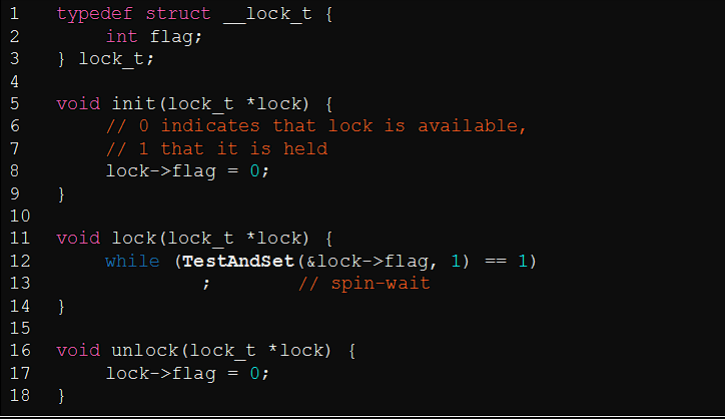 1 typedef struct __lock_t {
2 int flag;
3 } lock_t;
4
5 void init(lock_t *lock) {
6 // 0 indicates that lock is available,
7 // 1 that it is held
8 lock->flag = 0;
9 }
10
11 void lock(lock_t *lock) {
12 while (TestAndSet(&lock->flag, 1) == 1)
13 ; // spin-wait
14 }
15
16 void unlock(lock_t *lock) {
17 lock->flag = 0;
18 }